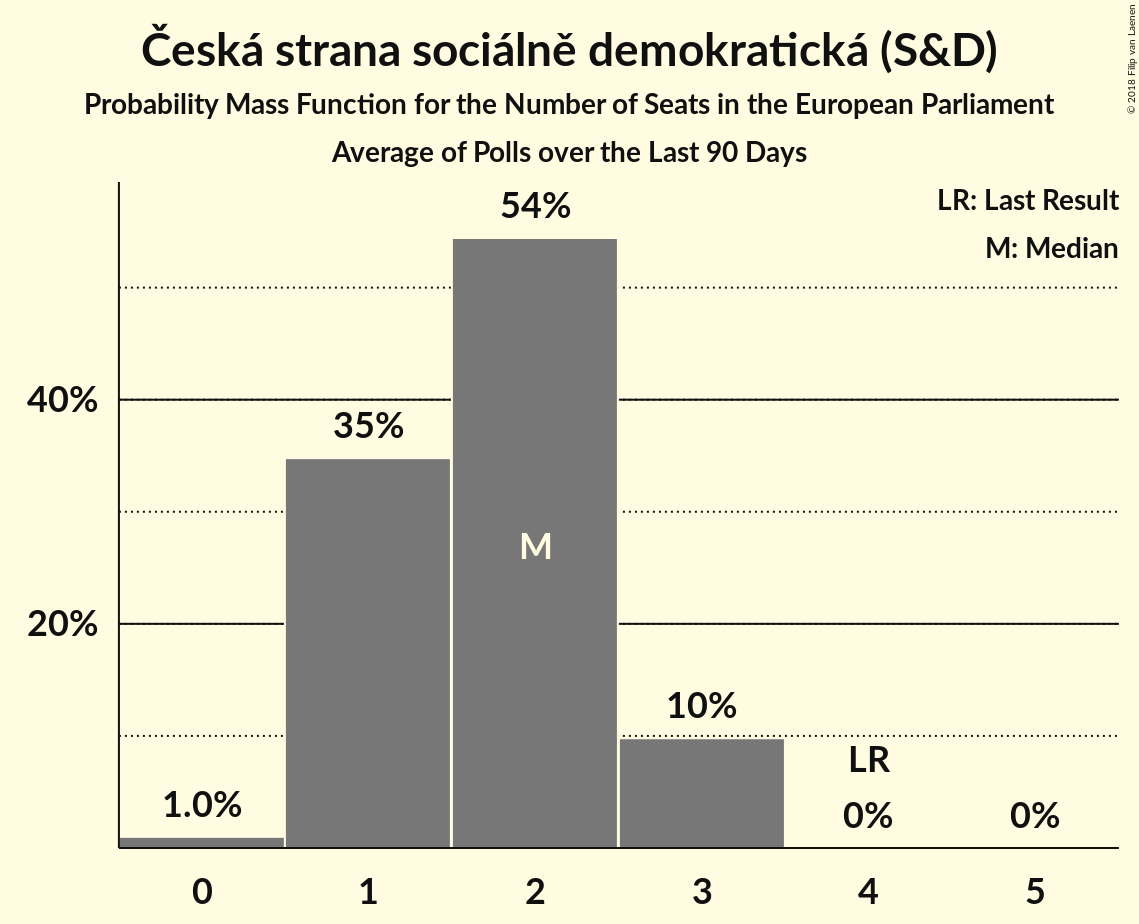 Česká strana sociálně demokratická (S&D)
Probability Mass Function for the Number of Seats in the European Parliament
Average of Polls over the Last 90 Days
© 2018 Filip van Laenen
LR: Last Result
M: Median
54%
40%
35%
M
20%
10%
LR
1.0%
0%
0%
0 1 2 3 4 5